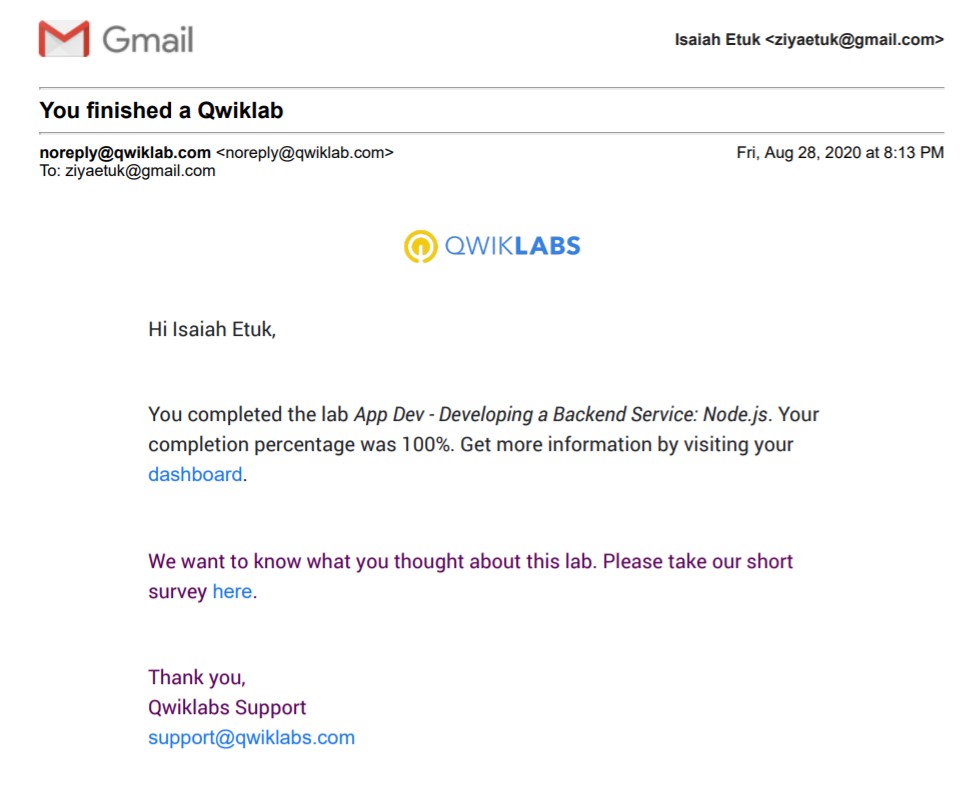 Gmail
Isaiah Etuk <ziyaetuk@gmail.com>
You finished a Qwiklab
noreply@qwiklab.com <noreply@qwiklab.com>
Fri, Aug 28, 2020 at 8:13 PM
To: ziyaetuk@gmail.com
QWIKLABS
Hi Isaiah Etuk,
You completed the lab App Dev - Developing a Backend Service: Node.js. Your
completion percentage was 100%. Get more information by visiting your
dashboard.
We want to know what you thought about this lab. Please take our short
survey here.
Thank you,
Qwiklabs Support
support@qwiklabs.com